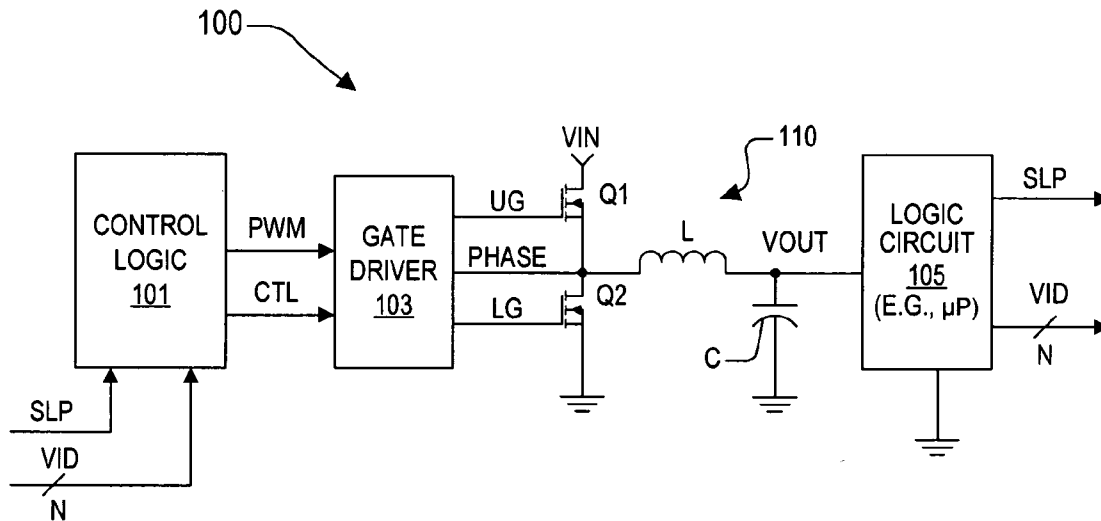 100
110
VIN
Q1
UG
CONTROL
LOGIC
101
PWM
CTL
GATE
DRIVER
103
PHASE
Q2
LG
L
VOUT
C
LOGIC
CIRCUIT
105
(E.G., µP)
SLP
VID
N
SLP
VID
N